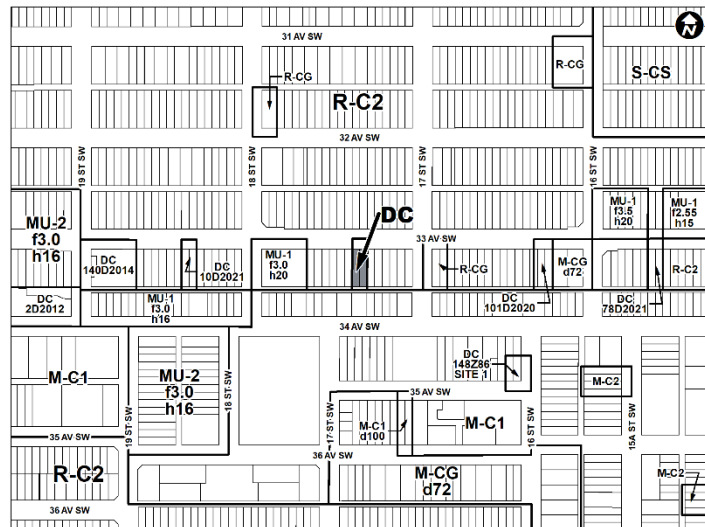 N
31 AV SW
R-CG
S-CS
R-CG
R-C2
32 AV SW
19 ST SW
18 ST SW
17 ST SW
16 ST SW
MU-2
f3.0
h16
DC
MU-1
f3.5
h20
MU-1
f2.55
h15
33 AV SW
DC
140D2014
DC
10D2021
MU-1
f3.0
h20
R-CG
M-CG
d72
R-C2
DC
2D2012
MU-1
f3.0
h16
DC
101D2020
DC
78D2021
34 AV SW
M-C1
MU-2
f3.0
h16
18 ST SW
DC
148Z86
SITE 1
M-C2
35 AV SW
19 ST SW
17 ST SW
M-C1
d100
M-C1
16 ST SW
15A ST SW
35 AV SW
36 AV SW
R-C2
M-CG
d72
M-C2
36 AV SW